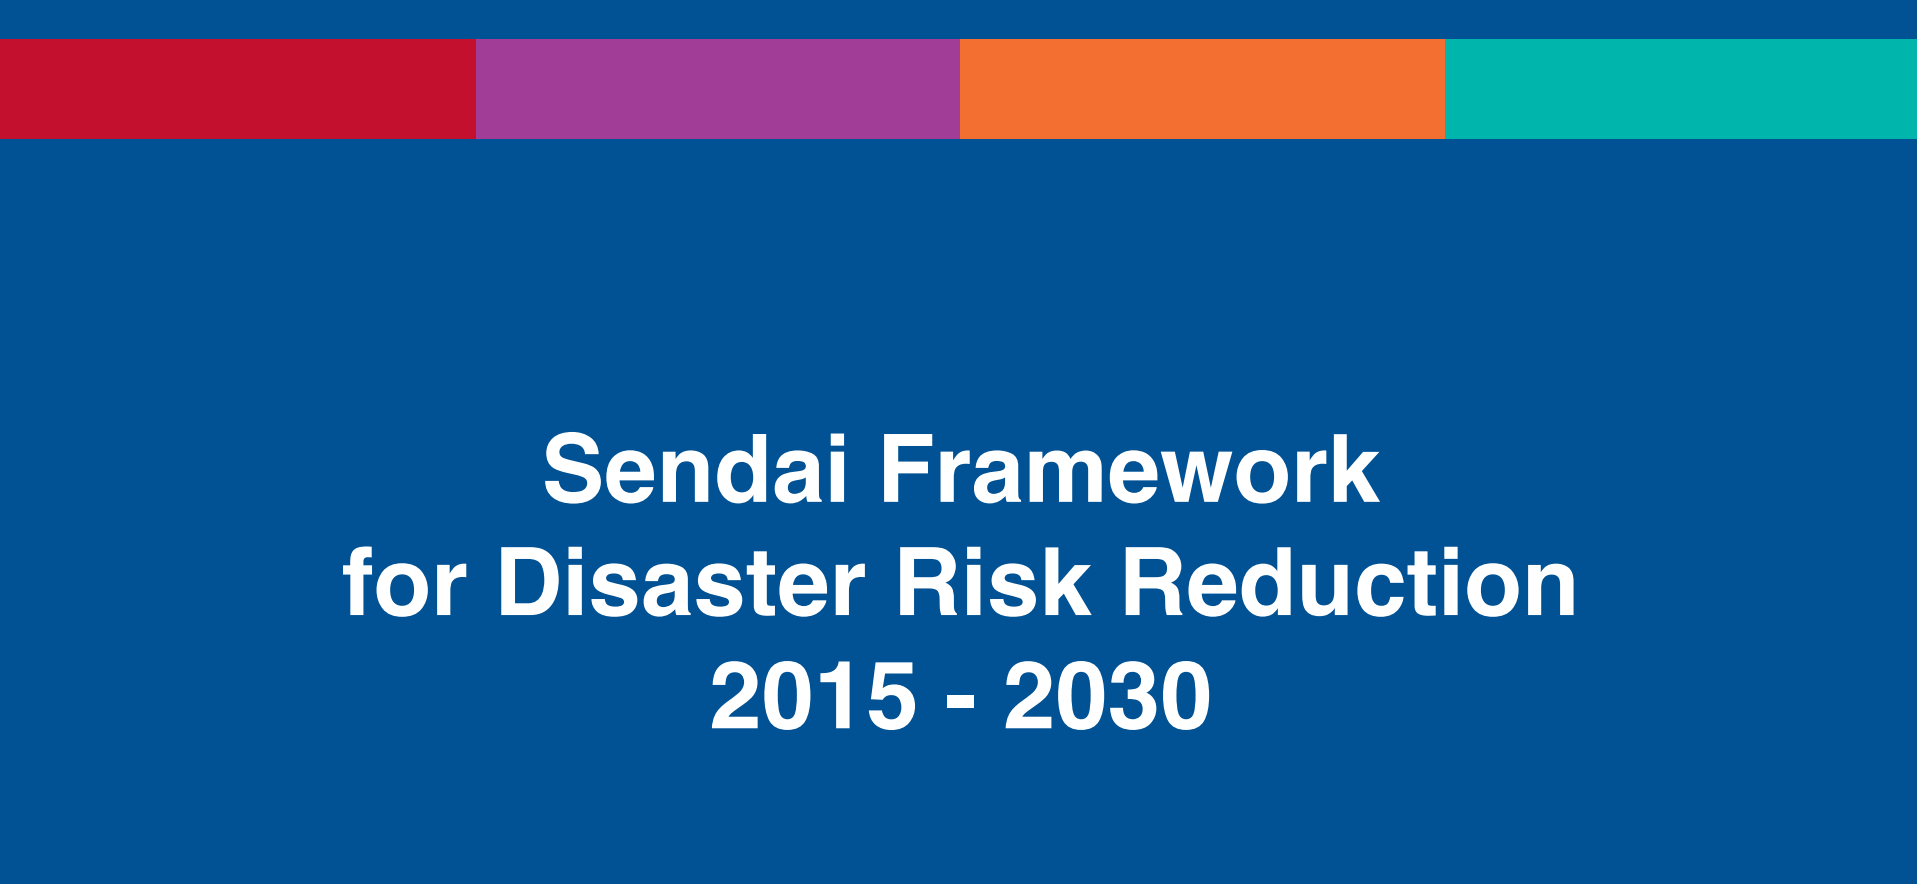 Sendai Framework
for Disaster Risk Reduction
2015 - 2030